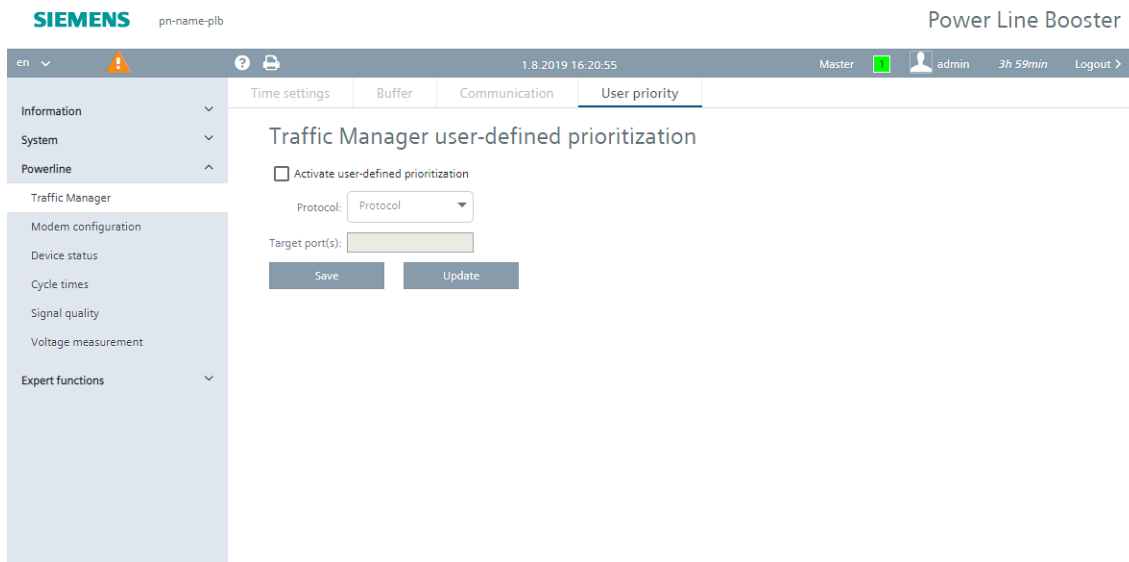 SIEMENS pn-name-plb Power Line Booster
en 1.8.2019 16:20:55 Master 1 admin 3h 59min Logout
Time settings Buffer Communication User priority
Information
System
Powerline
Traffic Manager
Modem configuration
Device status
Cycle times
Signal quality
Voltage measurement
Expert functions
Traffic Manager user-defined prioritization
Activate user-defined prioritization
Protocol: Protocol
Target port(s):
Save Update